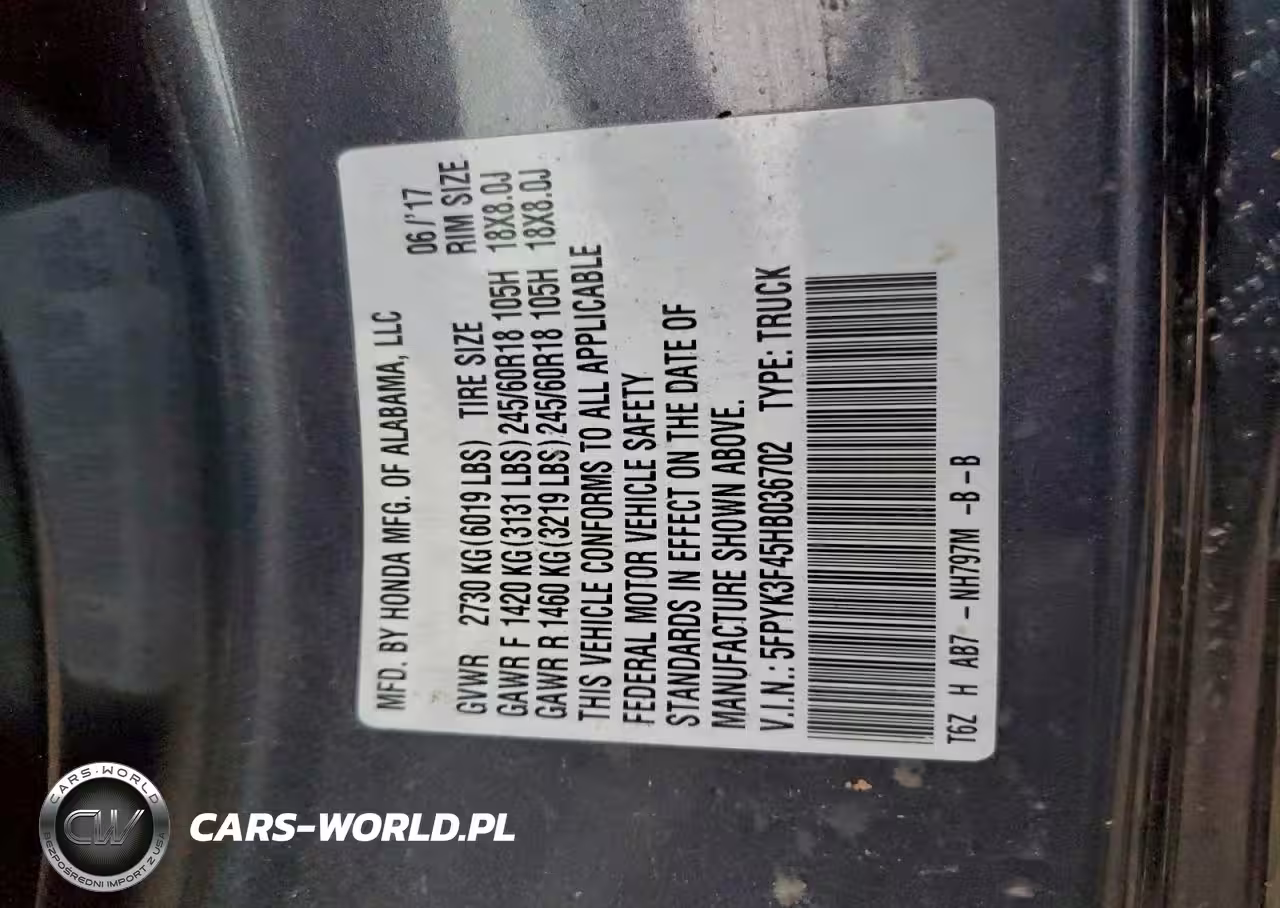 MFD. BY HONDA MFG. OF ALABAMA, LLC 06/'17
GVWR 2730 KG(6019 LBS) TIRE SIZE RIM SIZE
GAWR F 1420 KG(3131 LBS) 245/60R18 105H 18X8.0J
GAWR R 1460 KG(3219 LBS) 245/60R18 105H 18X8.0J
THIS VEHICLE CONFORMS TO ALL APPLICABLE
FEDERAL MOTOR VEHICLE SAFETY
STANDARDS IN EFFECT ON THE DATE OF
MANUFACTURE SHOWN ABOVE.
V.I.N.: 5FPYK3F45HB036702 TYPE: TRUCK
T6Z H AB7 - NH797M -B-B
CARS-WORLD
CW
BEZPOŚREDNI IMPORT Z USA
CARS-WORLD.PL